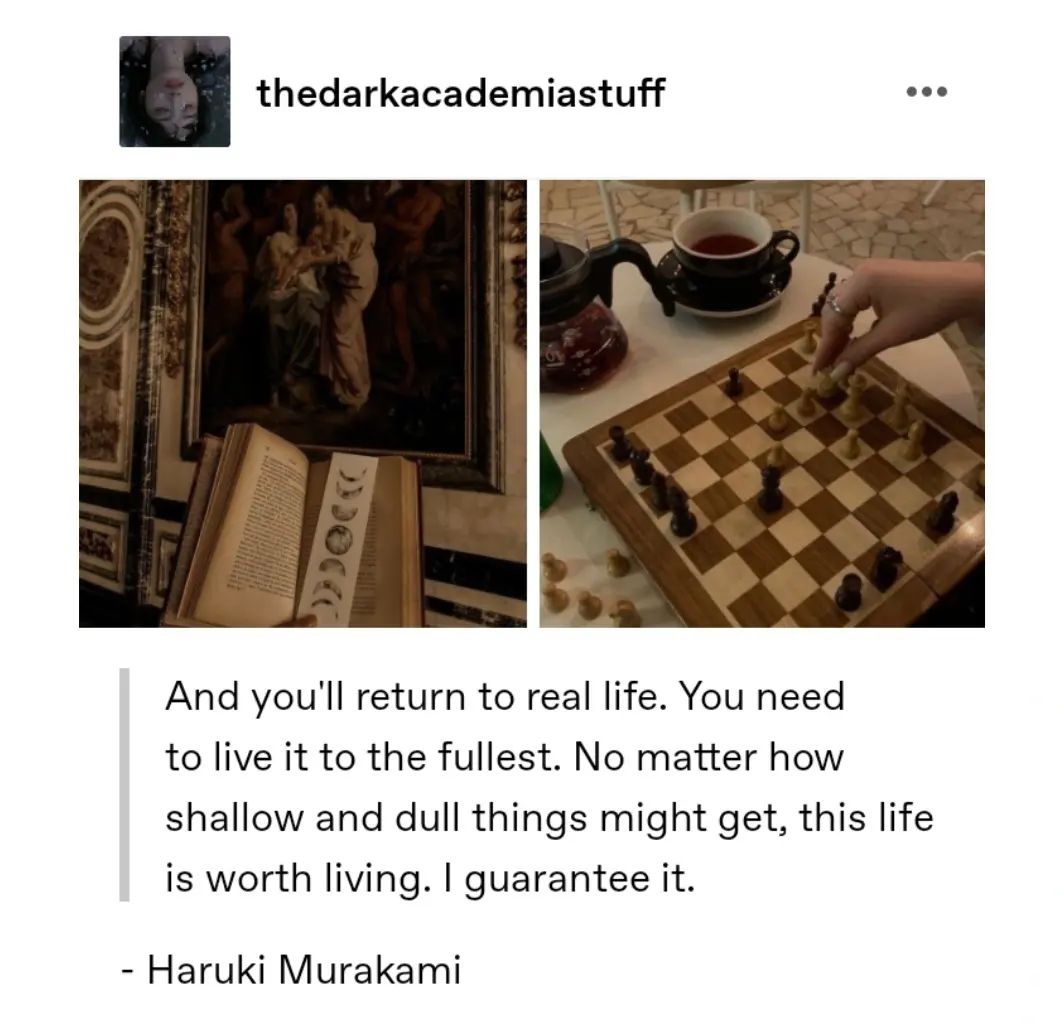 thedarkacademiastuff
And you'll return to real life. You need
to live it to the fullest. No matter how
shallow and dull things might get, this life
is worth living. I guarantee it.
- Haruki Murakami